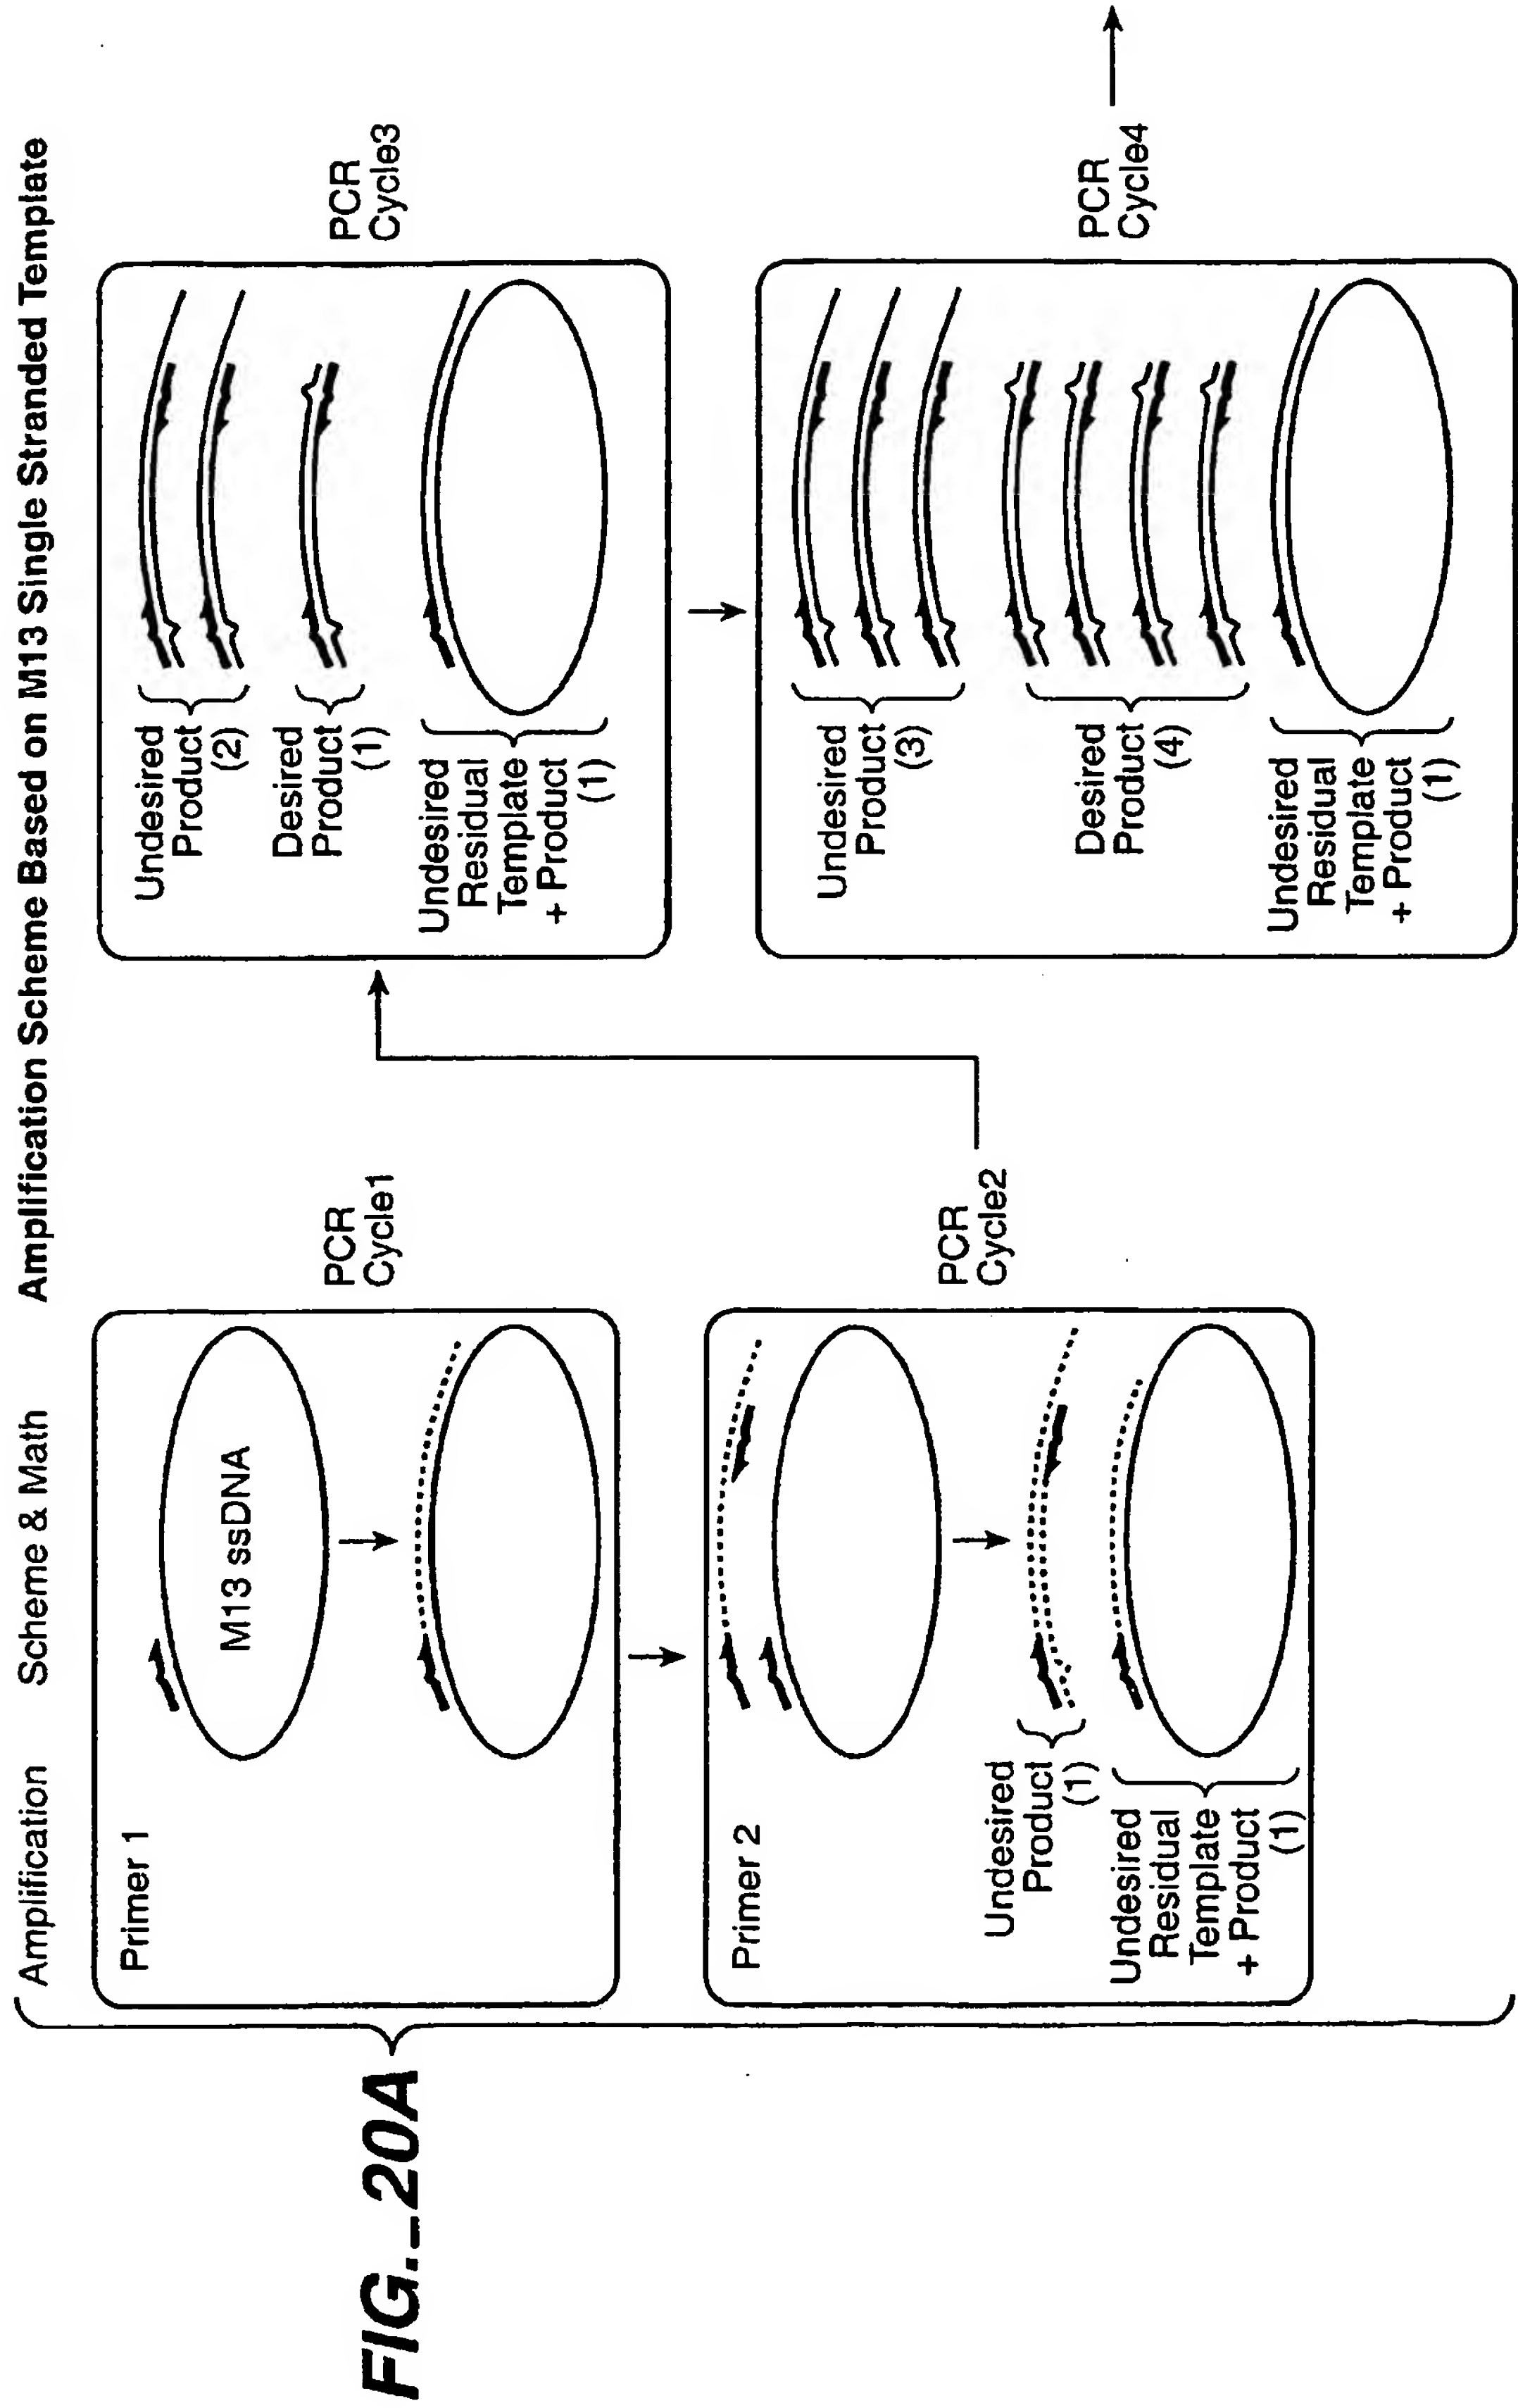 FIG._20A
Amplification Scheme & Math Amplification Scheme Based on M13 Single Stranded Template
Primer 1
M13 ssDNA
PCR
Cycle1
Primer 2
Undesired
Product
(1)
Undesired
Residual
Template
+ Product
(1)
PCR
Cycle2
Undesired
Product
(2)
Desired
Product
(1)
Undesired
Residual
Template
+ Product
(1)
PCR
Cycle3
Undesired
Product
(3)
Desired
Product
(4)
Undesired
Residual
Template
+ Product
(1)
PCR
Cycle4